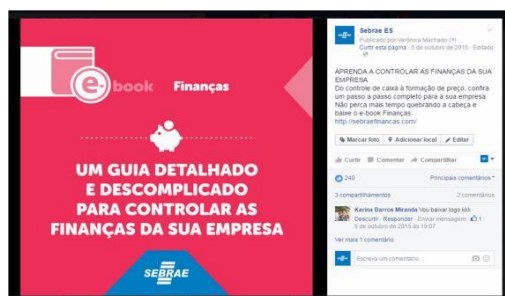 e-book Finanças
UM GUIA DETALHADO
E DESCOMPLICADO
PARA CONTROLAR AS
FINANÇAS DA SUA EMPRESA
SEBRAE
Sebrae ES
Publicado por Verônica Machado
Curtir esta página · 5 de outubro de 2015 · Editado
APRENDA A CONTROLAR AS FINANÇAS DA SUA
EMPRESA
Do controle de caixa à formação de preço, confira
um passo a passo completo para a sua empresa.
Não perca mais tempo quebrando a cabeça e
baixe o e-book Finanças:
http://sebraefinancas.com/
Marcar foto Adicionar local Editar
Curtir Comentar Compartilhar
240 Principais comentários
3 compartilhamentos 2 comentários
Karina Barros Miranda Vou baixar logo
Descurtir · Responder · Enviar mensagem · 1
5 de outubro de 2015 às 19:07
Ver mais 1 comentário
Escreva um comentário...